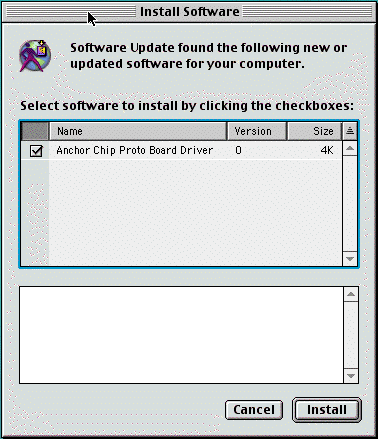 Install Software
Software Update found the following new or
updated software for your computer.
Select software to install by clicking the checkboxes:
Name Version Size
Anchor Chip Proto Board Driver 0 4K
Cancel Install